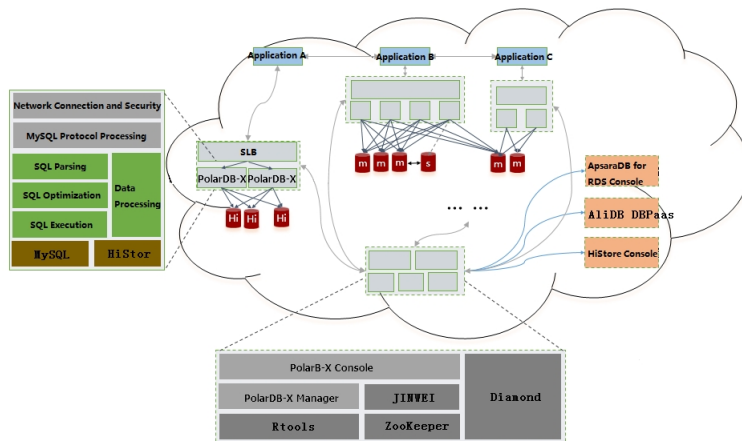 Application A
Application B
Application C
Network Connection and Security
MySQL Protocol Processing
SQL Parsing
SQL Optimization
SQL Execution
Data
Processing
MySQL
HiStor
SLB
PolarDB-X
PolarDB-X
Hi
Hi
Hi
m
m
m
s
m
m
... ...
ApsaraDB for
RDS Console
AliDB DBPaas
HiStore Console
PolarB-X Console
PolarDB-X Manager
JINWEI
Diamond
Rtools
ZooKeeper